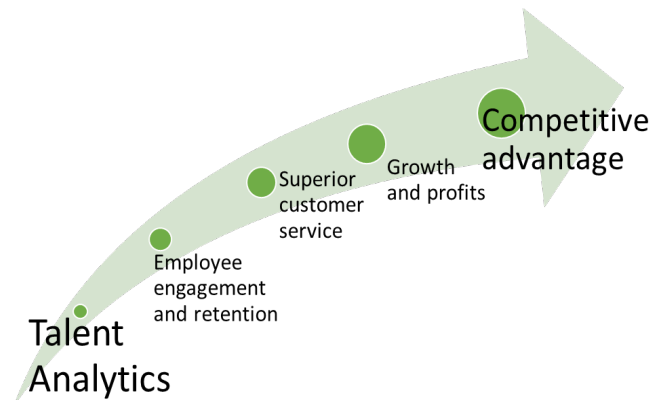 Talent
Analytics
Employee
engagement
and retention
Superior
customer
service
Growth
and profits
Competitive
advantage